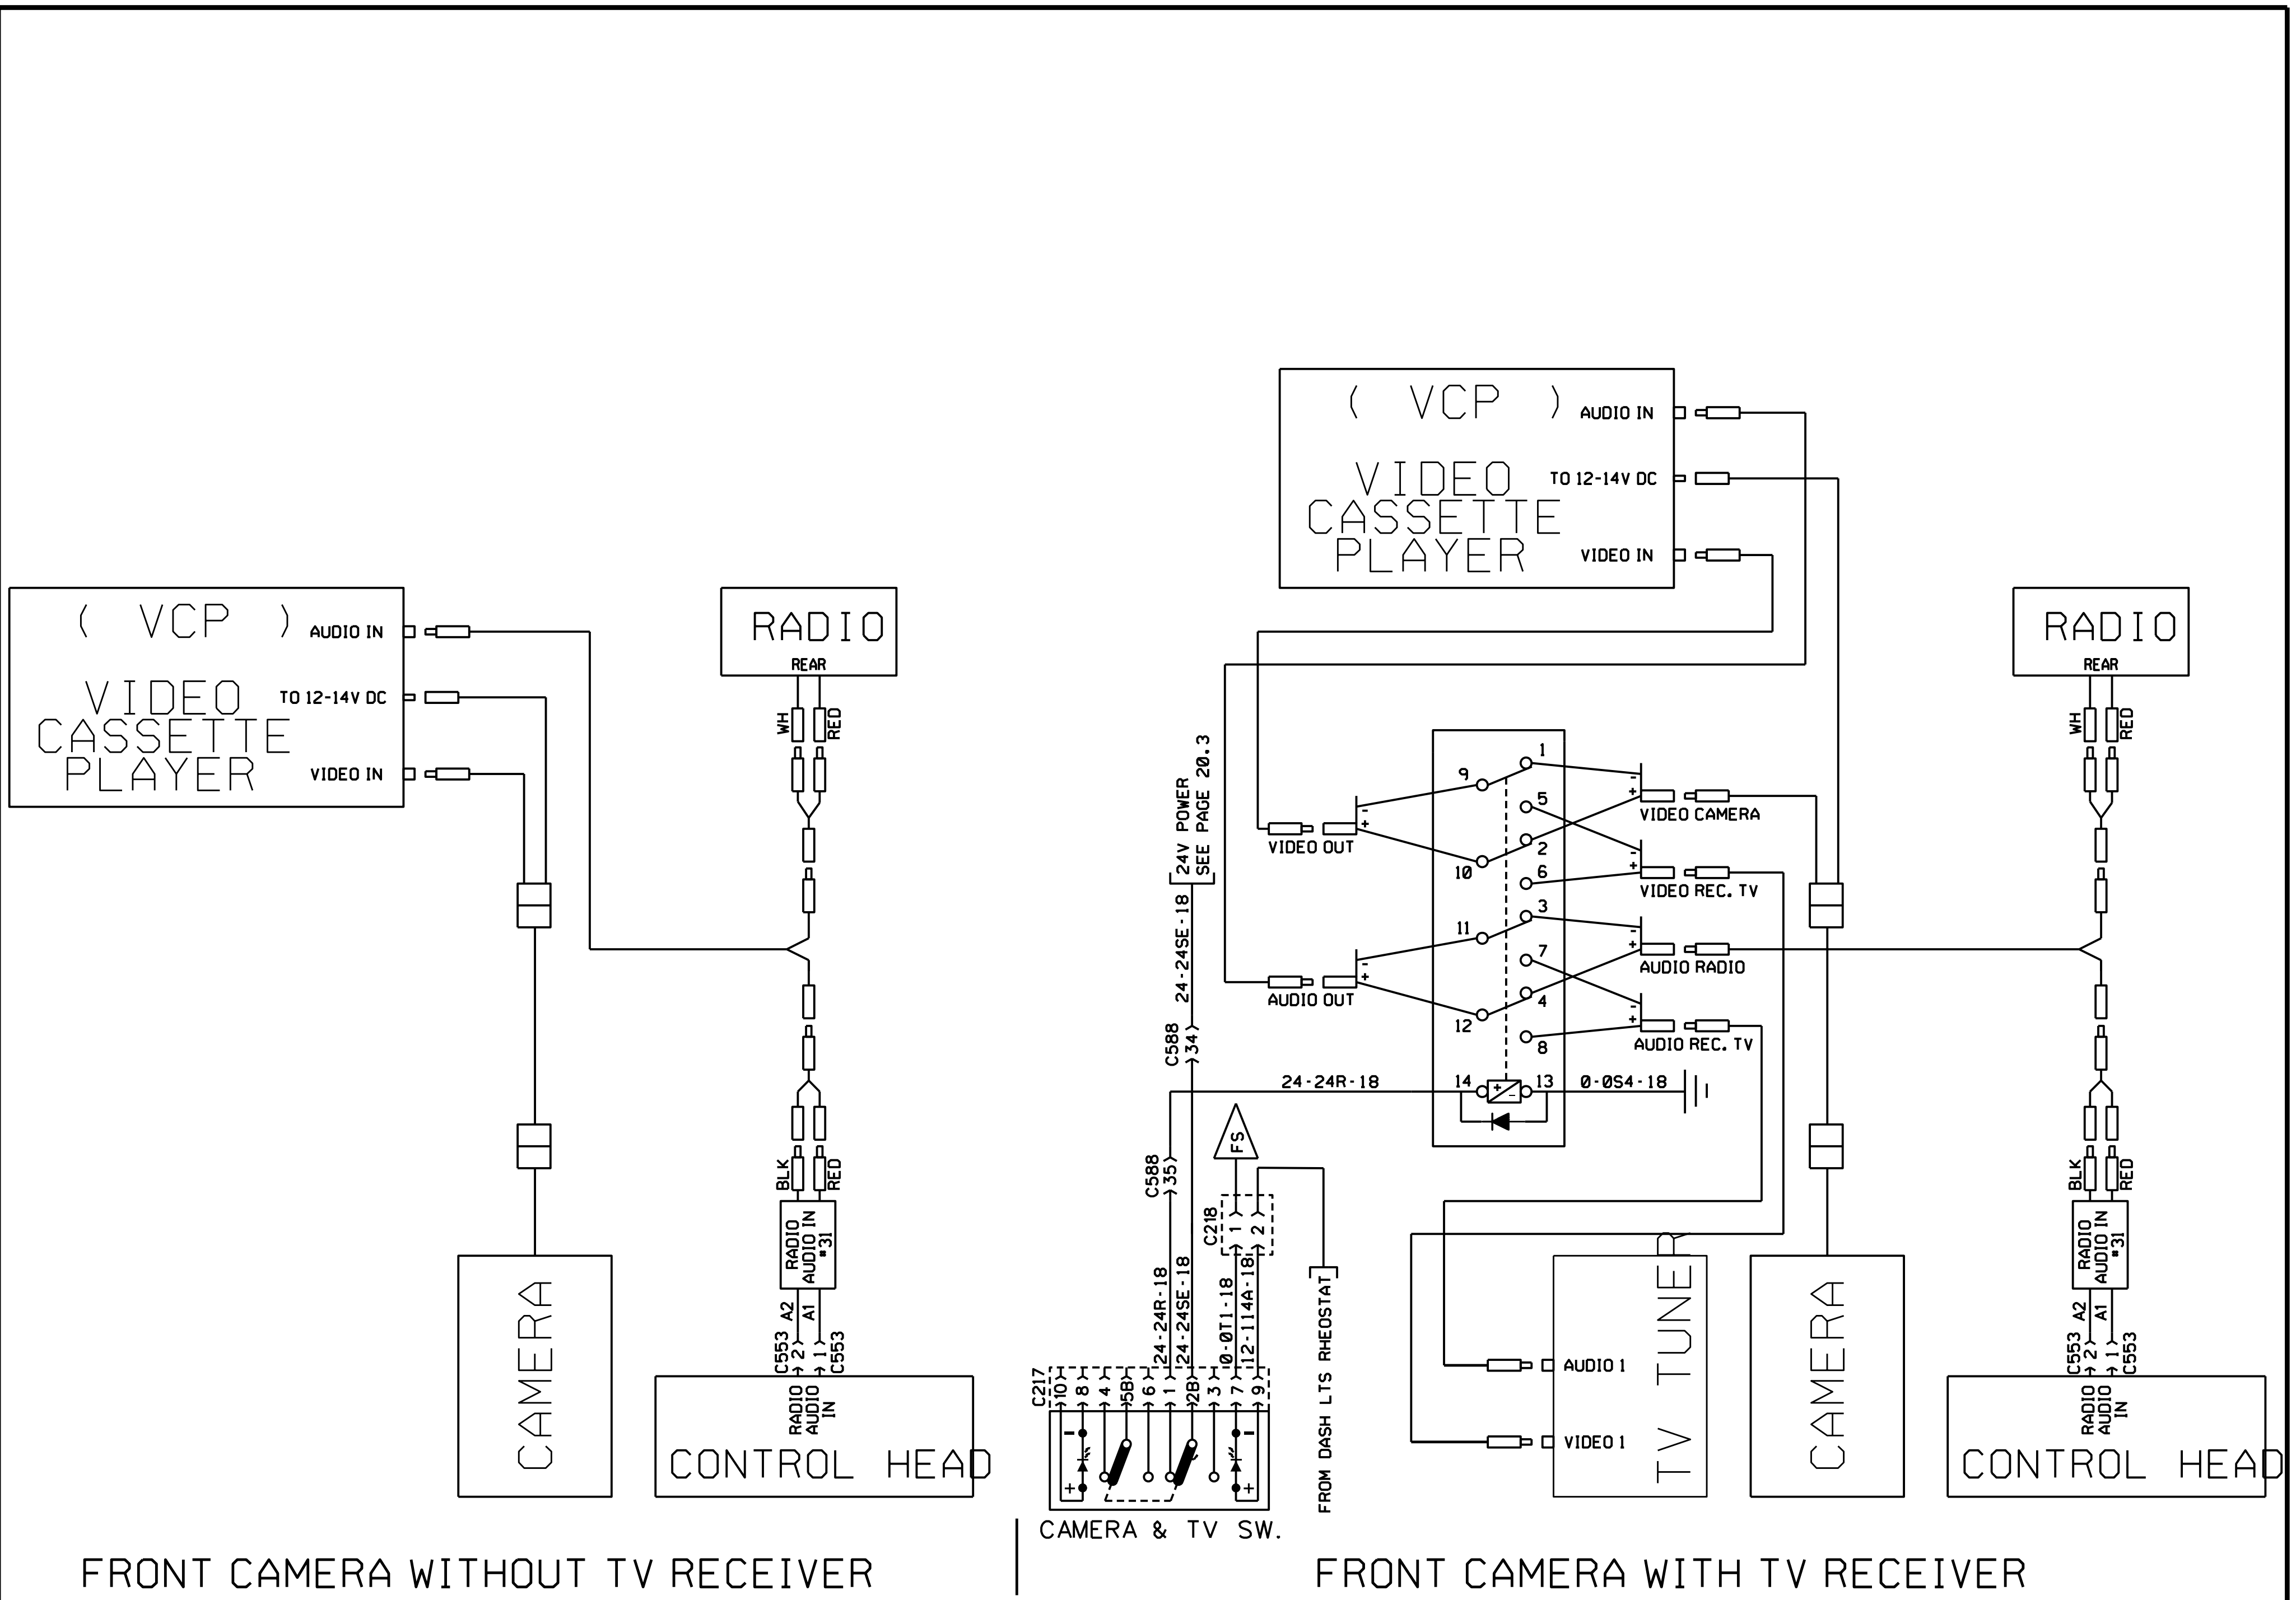 ( VCP )
AUDIO IN
VIDEO
CASSETTE
PLAYER
TO 12-14V DC
VIDEO IN
RADIO
REAR
WH
RED
BLK
RED
RADIO
AUDIO IN
#31
A2
A1
C553
2
1
C553
RADIO
AUDIO
IN
CONTROL HEAD
CAMERA
FRONT CAMERA WITHOUT TV RECEIVER
( VCP )
AUDIO IN
VIDEO
CASSETTE
PLAYER
TO 12-14V DC
VIDEO IN
24V POWER
SEE PAGE 20.3
24-24SE-18
C588
34
VIDEO OUT
-
+
AUDIO OUT
-
+
9
10
11
12
1
5
2
6
3
7
4
8
-
+
VIDEO CAMERA
-
+
VIDEO REC. TV
-
+
AUDIO RADIO
-
+
AUDIO REC. TV
24-24R-18
14
+
-
13
0-0S4-18
C588
35
FS
C218
1
2
24-24R-18
24-24SE-18
0-0T1-18
12-114A-18
FROM DASH LTS RHEOSTAT
C217
10
8
4
5B
6
1
2B
3
7
9
-
+
-
+
CAMERA & TV SW.
TV TUNER
AUDIO 1
VIDEO 1
CAMERA
RADIO
REAR
WH
RED
BLK
RED
RADIO
AUDIO IN
#31
A2
A1
C553
2
1
C553
RADIO
AUDIO
IN
CONTROL HEAD
FRONT CAMERA WITH TV RECEIVER